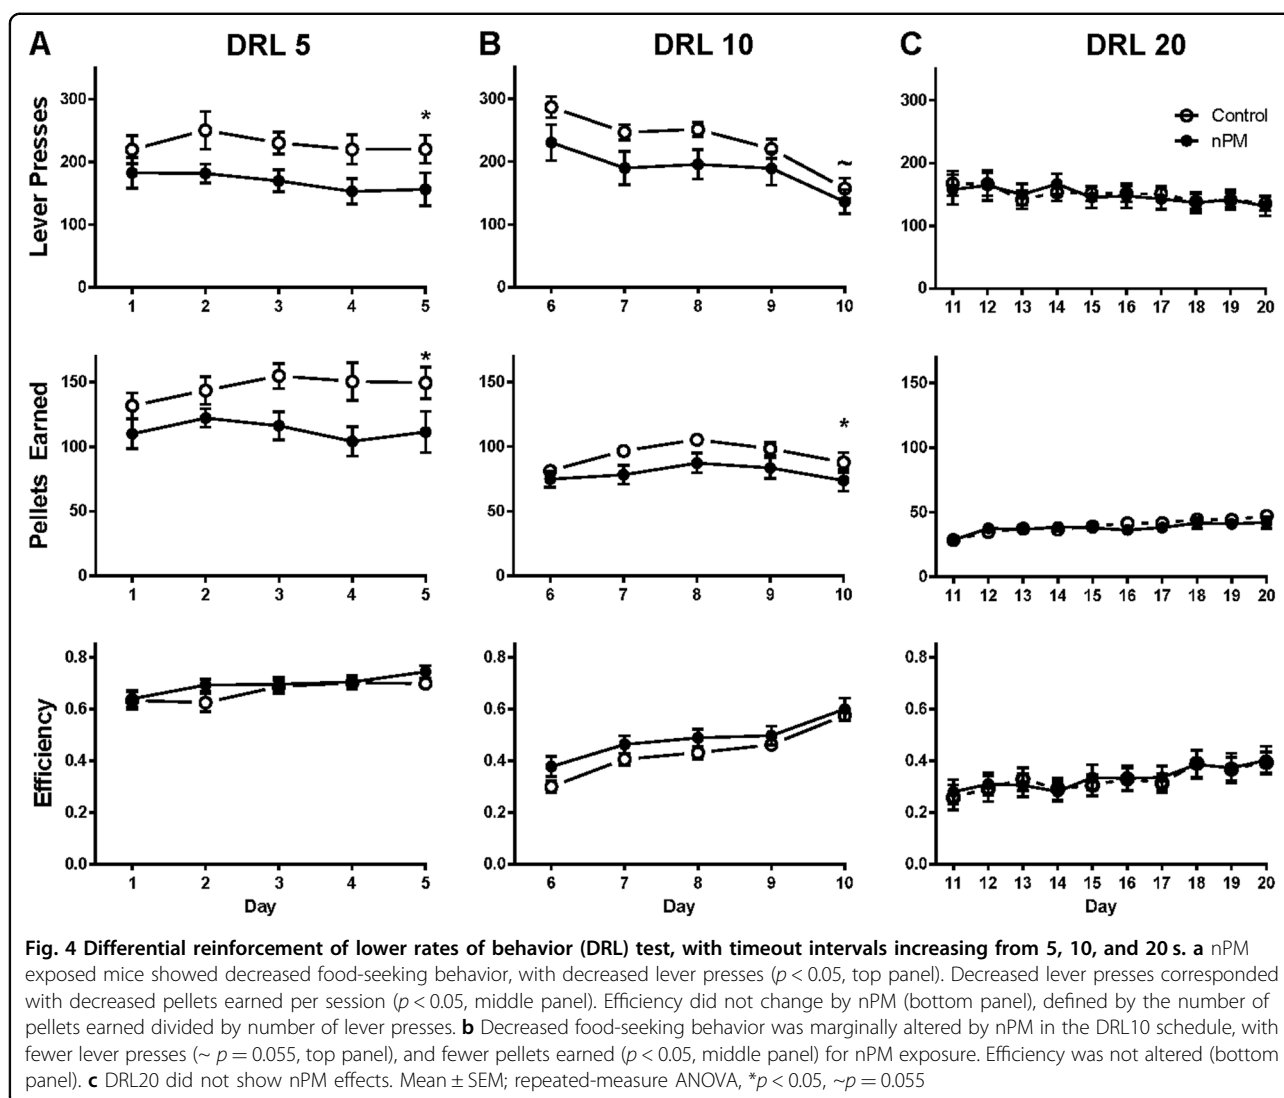 A DRL 5
B DRL 10
C DRL 20
Lever Presses
300
200
100
0
*
1 2 3 4 5
300
200
100
0
~
6 7 8 9 10
300
200
100
0
Control
nPM
11 12 13 14 15 16 17 18 19 20
Pellets Earned
150
100
50
0
*
1 2 3 4 5
150
100
50
0
*
6 7 8 9 10
150
100
50
0
11 12 13 14 15 16 17 18 19 20
Efficiency
0.8
0.6
0.4
0.2
0.0
1 2 3 4 5
Day
0.8
0.6
0.4
0.2
0.0
6 7 8 9 10
Day
0.8
0.6
0.4
0.2
0.0
11 12 13 14 15 16 17 18 19 20
Day
Fig. 4 Differential reinforcement of lower rates of behavior (DRL) test, with timeout intervals increasing from 5, 10, and 20 s. a nPM
exposed mice showed decreased food-seeking behavior, with decreased lever presses (p < 0.05, top panel). Decreased lever presses corresponded
with decreased pellets earned per session (p < 0.05, middle panel). Efficiency did not change by nPM (bottom panel), defined by the number of
pellets earned divided by number of lever presses. b Decreased food-seeking behavior was marginally altered by nPM in the DRL10 schedule, with
fewer lever presses (~ p = 0.055, top panel), and fewer pellets earned (p < 0.05, middle panel) for nPM exposure. Efficiency was not altered (bottom
panel). c DRL20 did not show nPM effects. Mean ± SEM; repeated-measure ANOVA, *p < 0.05, ~p = 0.055